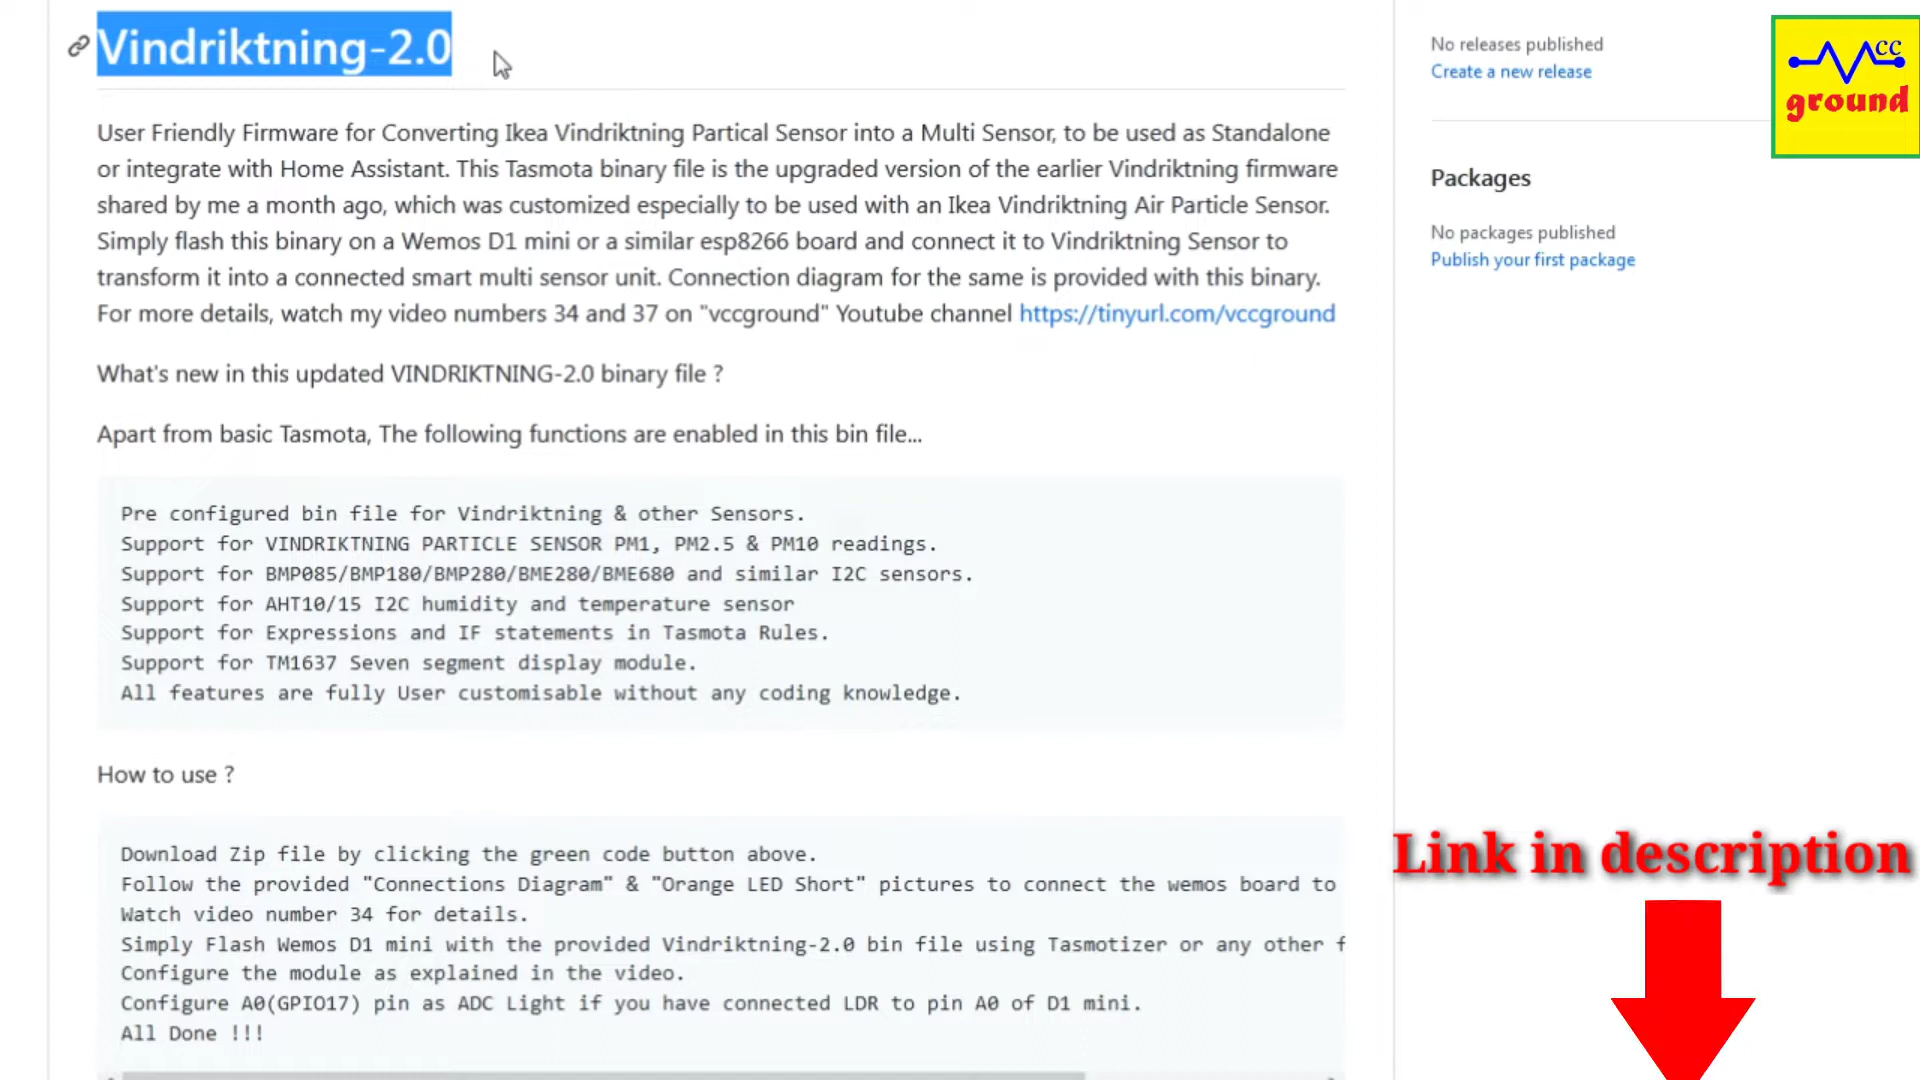 Vindriktning-2.0
User Friendly Firmware for Converting Ikea Vindriktning Partical Sensor into a Multi Sensor, to be used as Standalone
or integrate with Home Assistant. This Tasmota binary file is the upgraded version of the earlier Vindriktning firmware
shared by me a month ago, which was customized especially to be used with an Ikea Vindriktning Air Particle Sensor.
Simply flash this binary on a Wemos D1 mini or a similar esp8266 board and connect it to Vindriktning Sensor to
transform it into a connected smart multi sensor unit. Connection diagram for the same is provided with this binary.
For more details, watch my video numbers 34 and 37 on "vccground" Youtube channel https://tinyurl.com/vccground
What's new in this updated VINDRIKTNING-2.0 binary file ?
Apart from basic Tasmota, The following functions are enabled in this bin file...
Pre configured bin file for Vindriktning & other Sensors.
Support for VINDRIKTNING PARTICLE SENSOR PM1, PM2.5 & PM10 readings.
Support for BMP085/BMP180/BMP280/BME280/BME680 and similar I2C sensors.
Support for AHT10/15 I2C humidity and temperature sensor
Support for Expressions and IF statements in Tasmota Rules.
Support for TM1637 Seven segment display module.
All features are fully User customisable without any coding knowledge.
How to use ?
Download Zip file by clicking the green code button above.
Follow the provided "Connections Diagram" & "Orange LED Short" pictures to connect the wemos board to
Watch video number 34 for details.
Simply Flash Wemos D1 mini with the provided Vindriktning-2.0 bin file using Tasmotizer or any other f
Configure the module as explained in the video.
Configure A0(GPIO17) pin as ADC Light if you have connected LDR to pin A0 of D1 mini.
All Done !!!
No releases published
Create a new release
Packages
No packages published
Publish your first package
CC
ground
Link in description